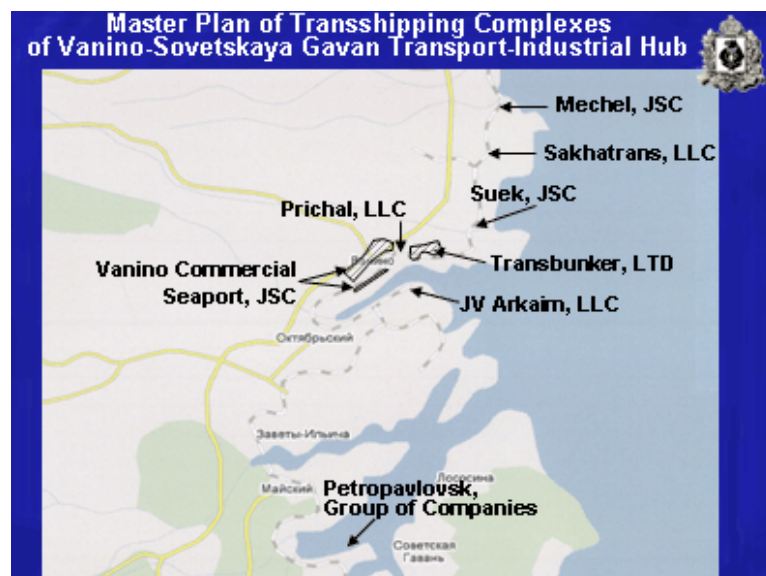 Master Plan of Transshipping Complexes
of Vanino-Sovetskaya Gavan Transport-Industrial Hub
Mechel, JSC
Sakhatrans, LLC
Suek, JSC
Prichal, LLC
Ванино
Vanino Commercial
Seaport, JSC
Transbunker, LTD
JV Arkaim, LLC
Октябрьский
Заветы-Ильича
Лососина
Майский
Petropavlovsk,
Group of Companies
Советская
Гавань